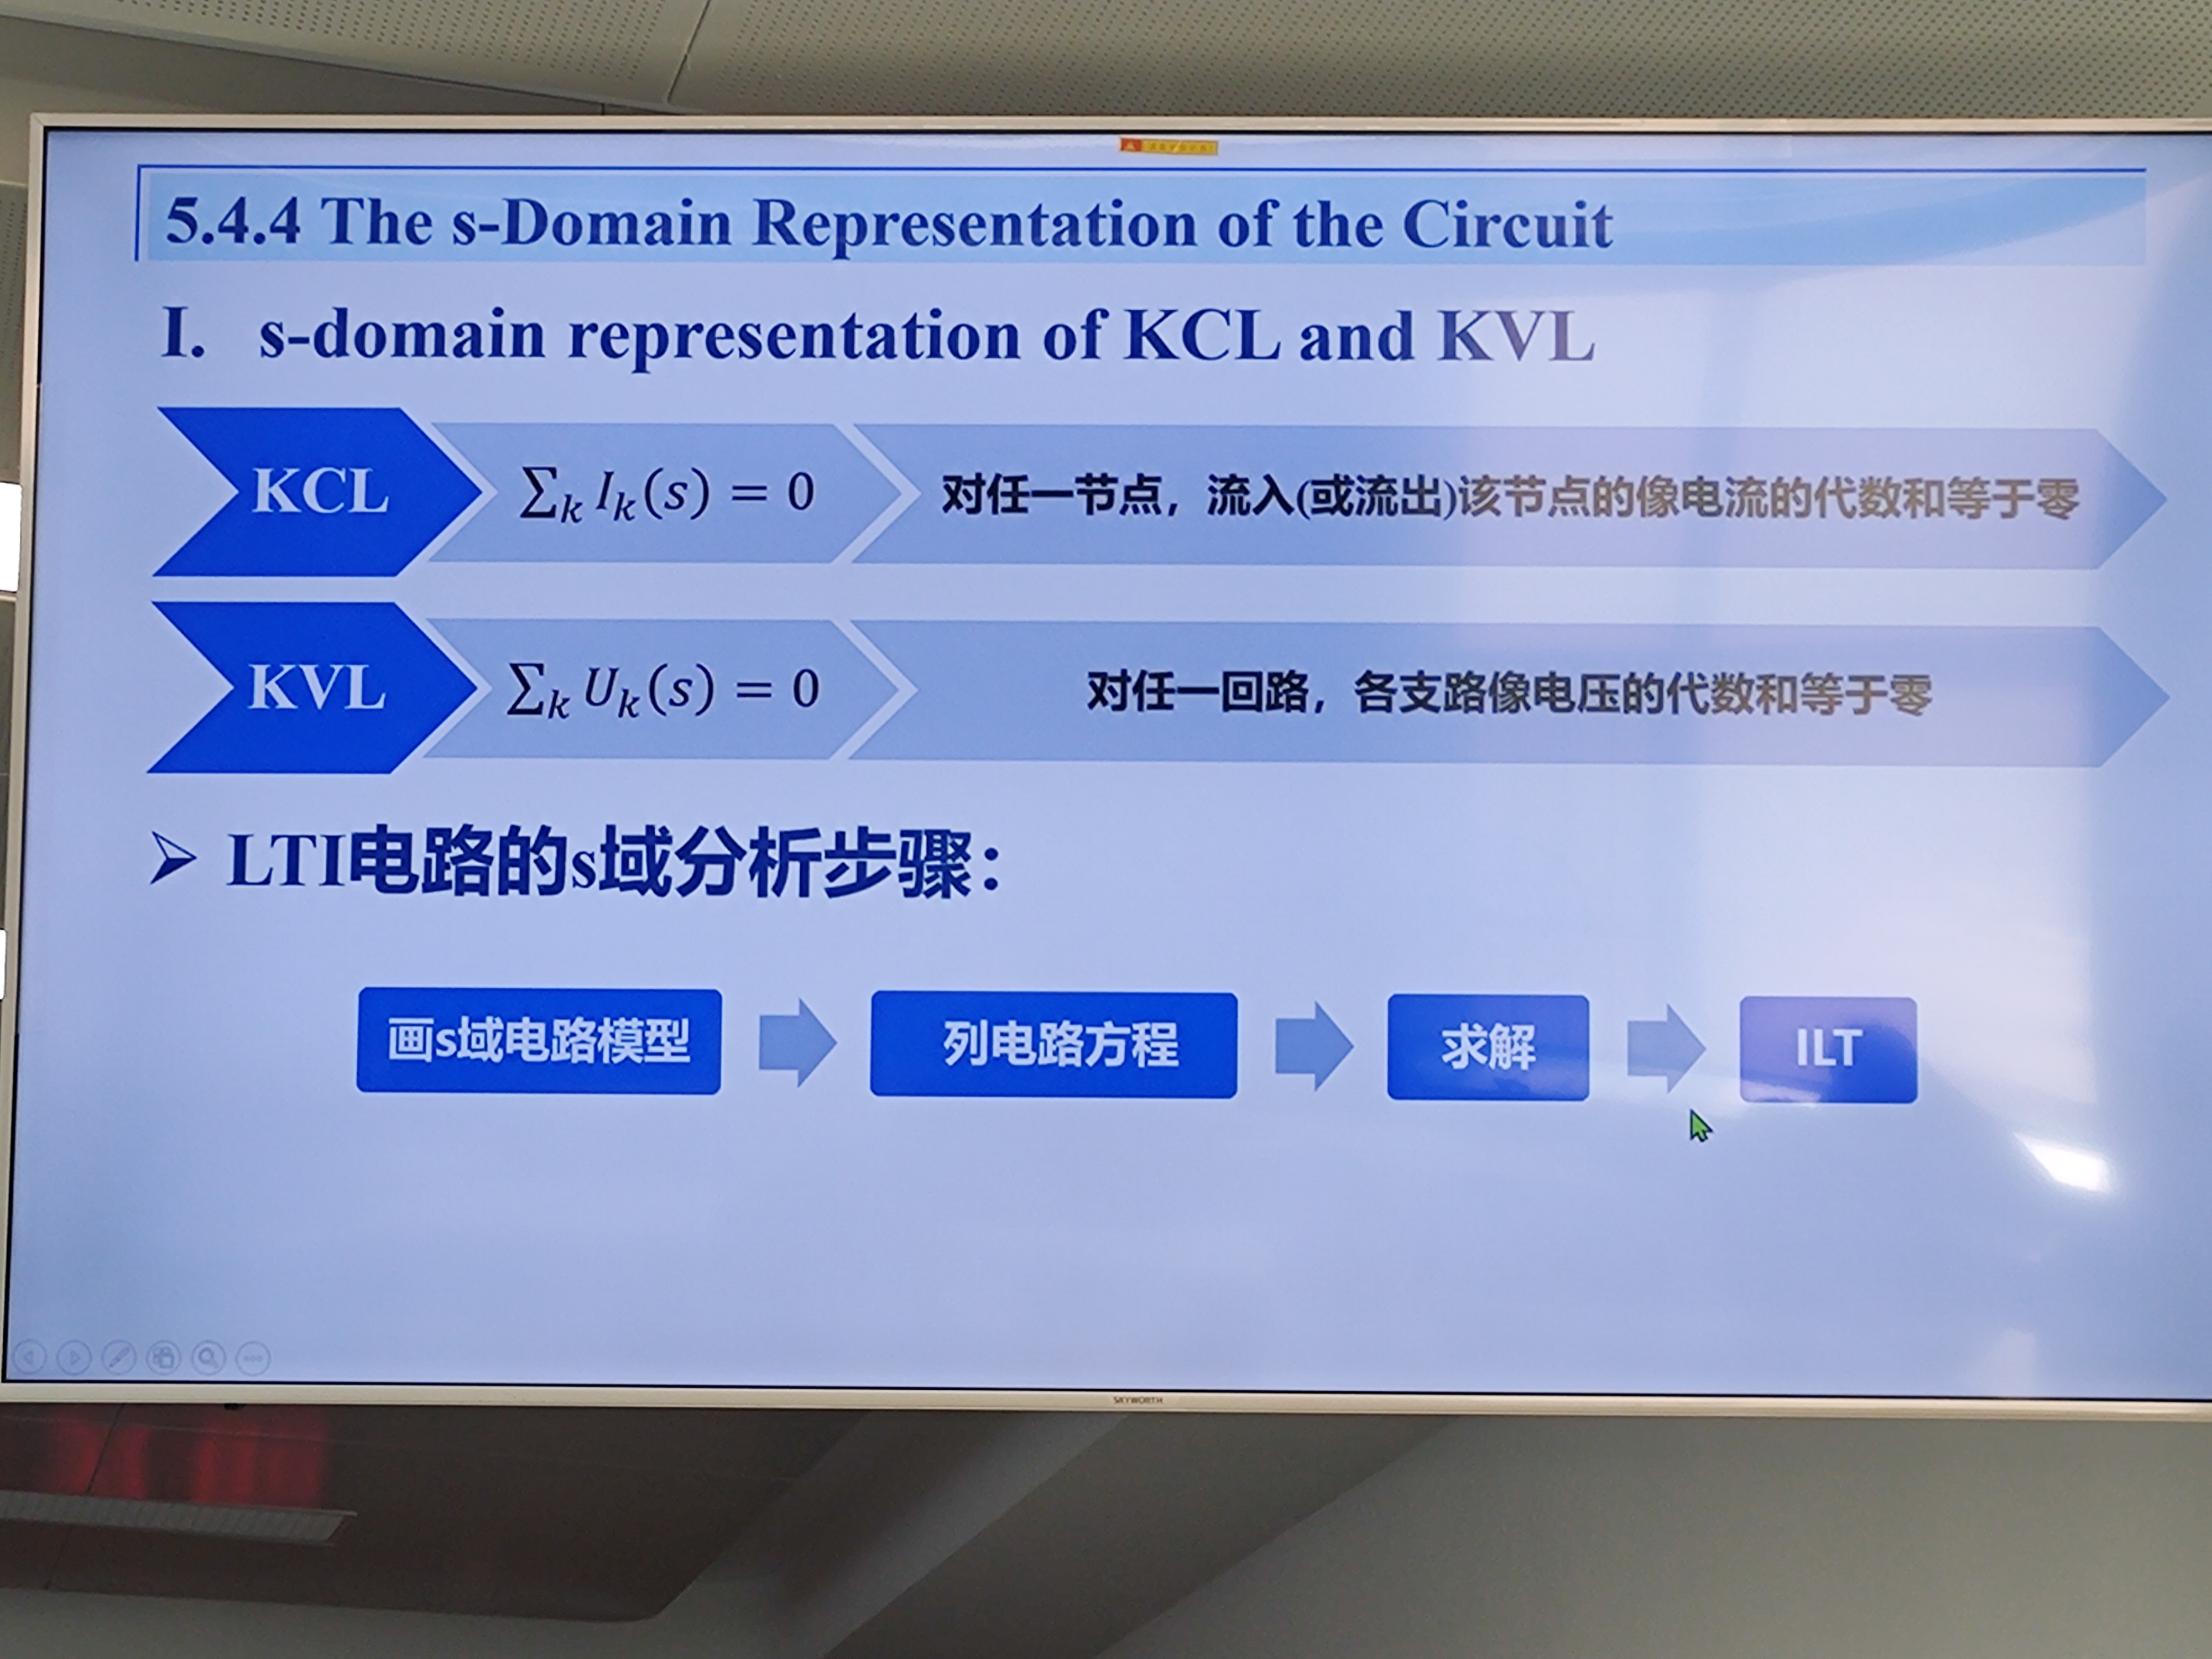 5.4.4 The s-Domain Representation of the Circuit
I. s-domain representation of KCL and KVL
KCL
∑ₖ Iₖ(s) = 0
对任一节点，流入(或流出)该节点的像电流的代数和等于零
KVL
∑ₖ Uₖ(s) = 0
对任一回路，各支路像电压的代数和等于零
➢ LTI电路的s域分析步骤：
画s域电路模型
列电路方程
求解
ILT
SKYWORTH